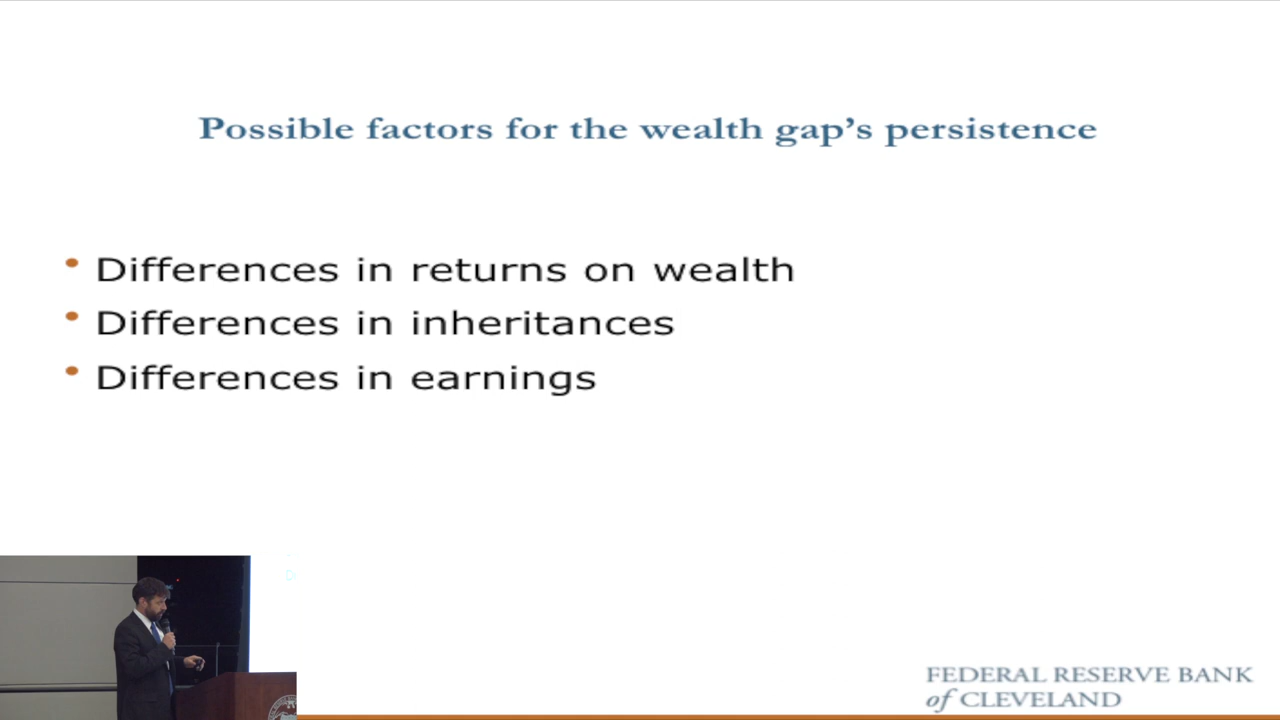 Possible factors for the wealth gap’s persistence
• Differences in returns on wealth
• Differences in inheritances
• Differences in earnings
FEDERAL RESERVE BANK
of CLEVELAND